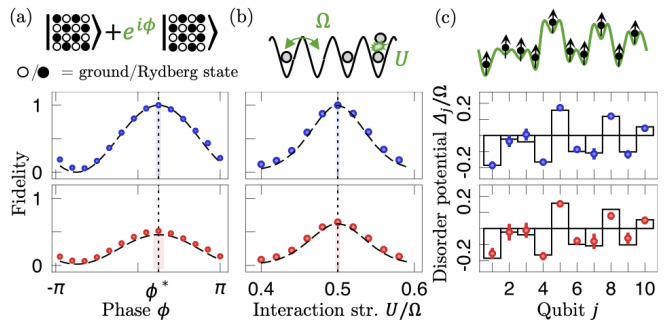 (a)
+e^{iϕ}
○/● = ground/Rydberg state
(b)
Ω
U
(c)
Fidelity
1
0
1
0
-π
ϕ*
π
Phase ϕ
0.4
0.5
0.6
Interaction str. U/Ω
Disorder potential Δ_j/Ω
0.2
-0.2
0.2
-0.2
2
4
6
8
10
Qubit j